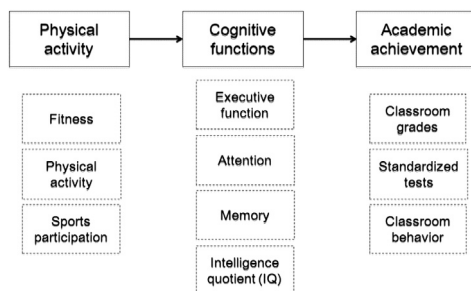 Physical
activity
Cognitive
functions
Academic
achievement
Fitness
Physical
activity
Sports
participation
Executive
function
Attention
Memory
Intelligence
quotient (IQ)
Classroom
grades
Standardized
tests
Classroom
behavior